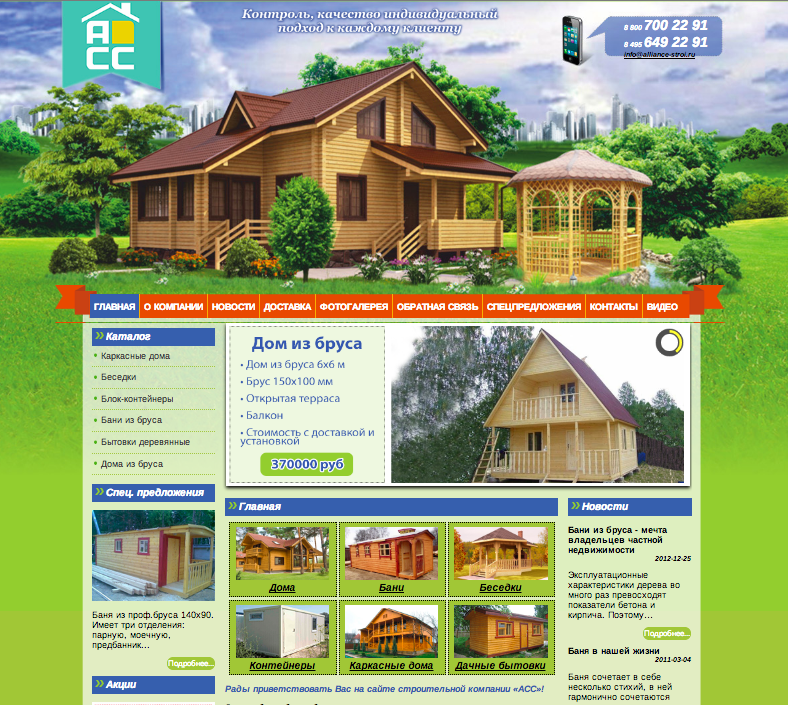 АСС
Контроль, качество индивидуальный
подход к каждому клиенту
8 800 700 22 91
8 495 649 22 91
info@alliance-stroi.ru
ГЛАВНАЯ О КОМПАНИИ НОВОСТИ ДОСТАВКА ФОТОГАЛЕРЕЯ ОБРАТНАЯ СВЯЗЬ СПЕЦПРЕДЛОЖЕНИЯ КОНТАКТЫ ВИДЕО
» Каталог
• Каркасные дома
• Беседки
• Блок-контейнеры
• Бани из бруса
• Бытовки деревянные
• Дома из бруса
» Спец. предложения
Баня из проф.бруса 140х90.
Имеет три отделения:
парную, моечную,
предбанник...
Подробнее...
» Акции
Дом из бруса
• Дом из бруса 6х6 м
• Брус 150х100 мм
• Открытая терраса
• Балкон
• Стоимость с доставкой и
установкой
370000 руб
» Главная
Дома Бани Беседки
Контейнеры Каркасные дома Дачные бытовки
Рады приветствовать Вас на сайте строительной компании «АСС»!
» Новости
Бани из бруса - мечта
владельцев частной
недвижимости
2012-12-25
Эксплуатационные
характеристики дерева во
много раз превосходят
показатели бетона и
кирпича. Поэтому...
Подробнее...
Баня в нашей жизни
2011-03-04
Баня сочетает в себе
несколько стихий, в ней
гармонично сочетаются